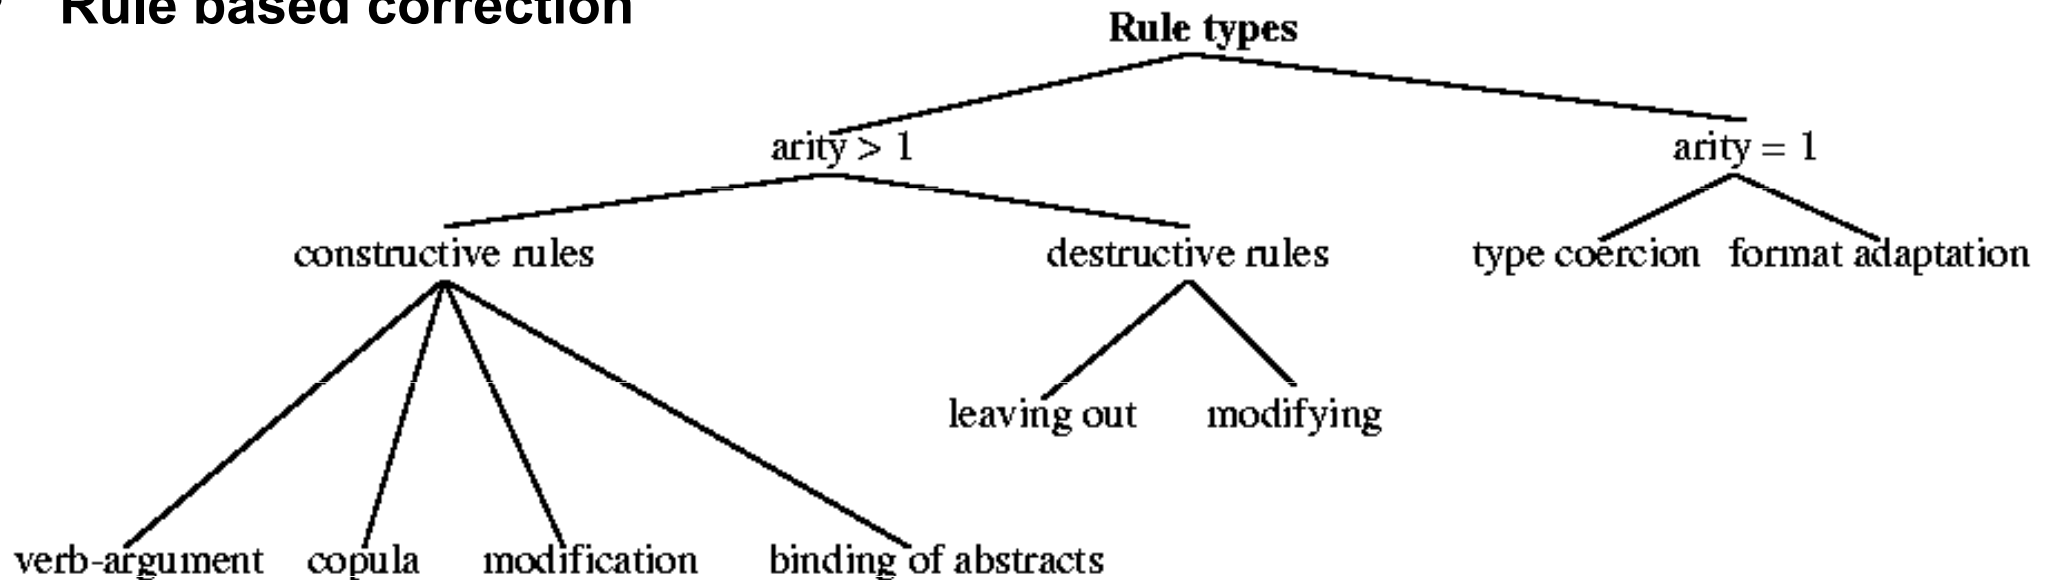 Rule based correction
Rule types
arity > 1
arity = 1
constructive rules
destructive rules
type coercion
format adaptation
leaving out
modifying
verb-argument
copula
modification
binding of abstracts